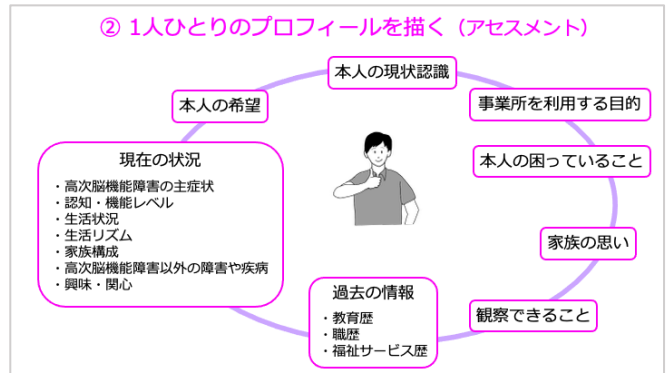 ② 1人ひとりのプロフィールを描く（アセスメント）
本人の現状認識
本人の希望
事業所を利用する目的
現在の状況
・高次脳機能障害の主症状
・認知・機能レベル
・生活状況
・生活リズム
・家族構成
・高次脳機能障害以外の障害や疾病
・興味・関心
本人の困っていること
家族の思い
過去の情報
・教育歴
・職歴
・福祉サービス歴
観察できること